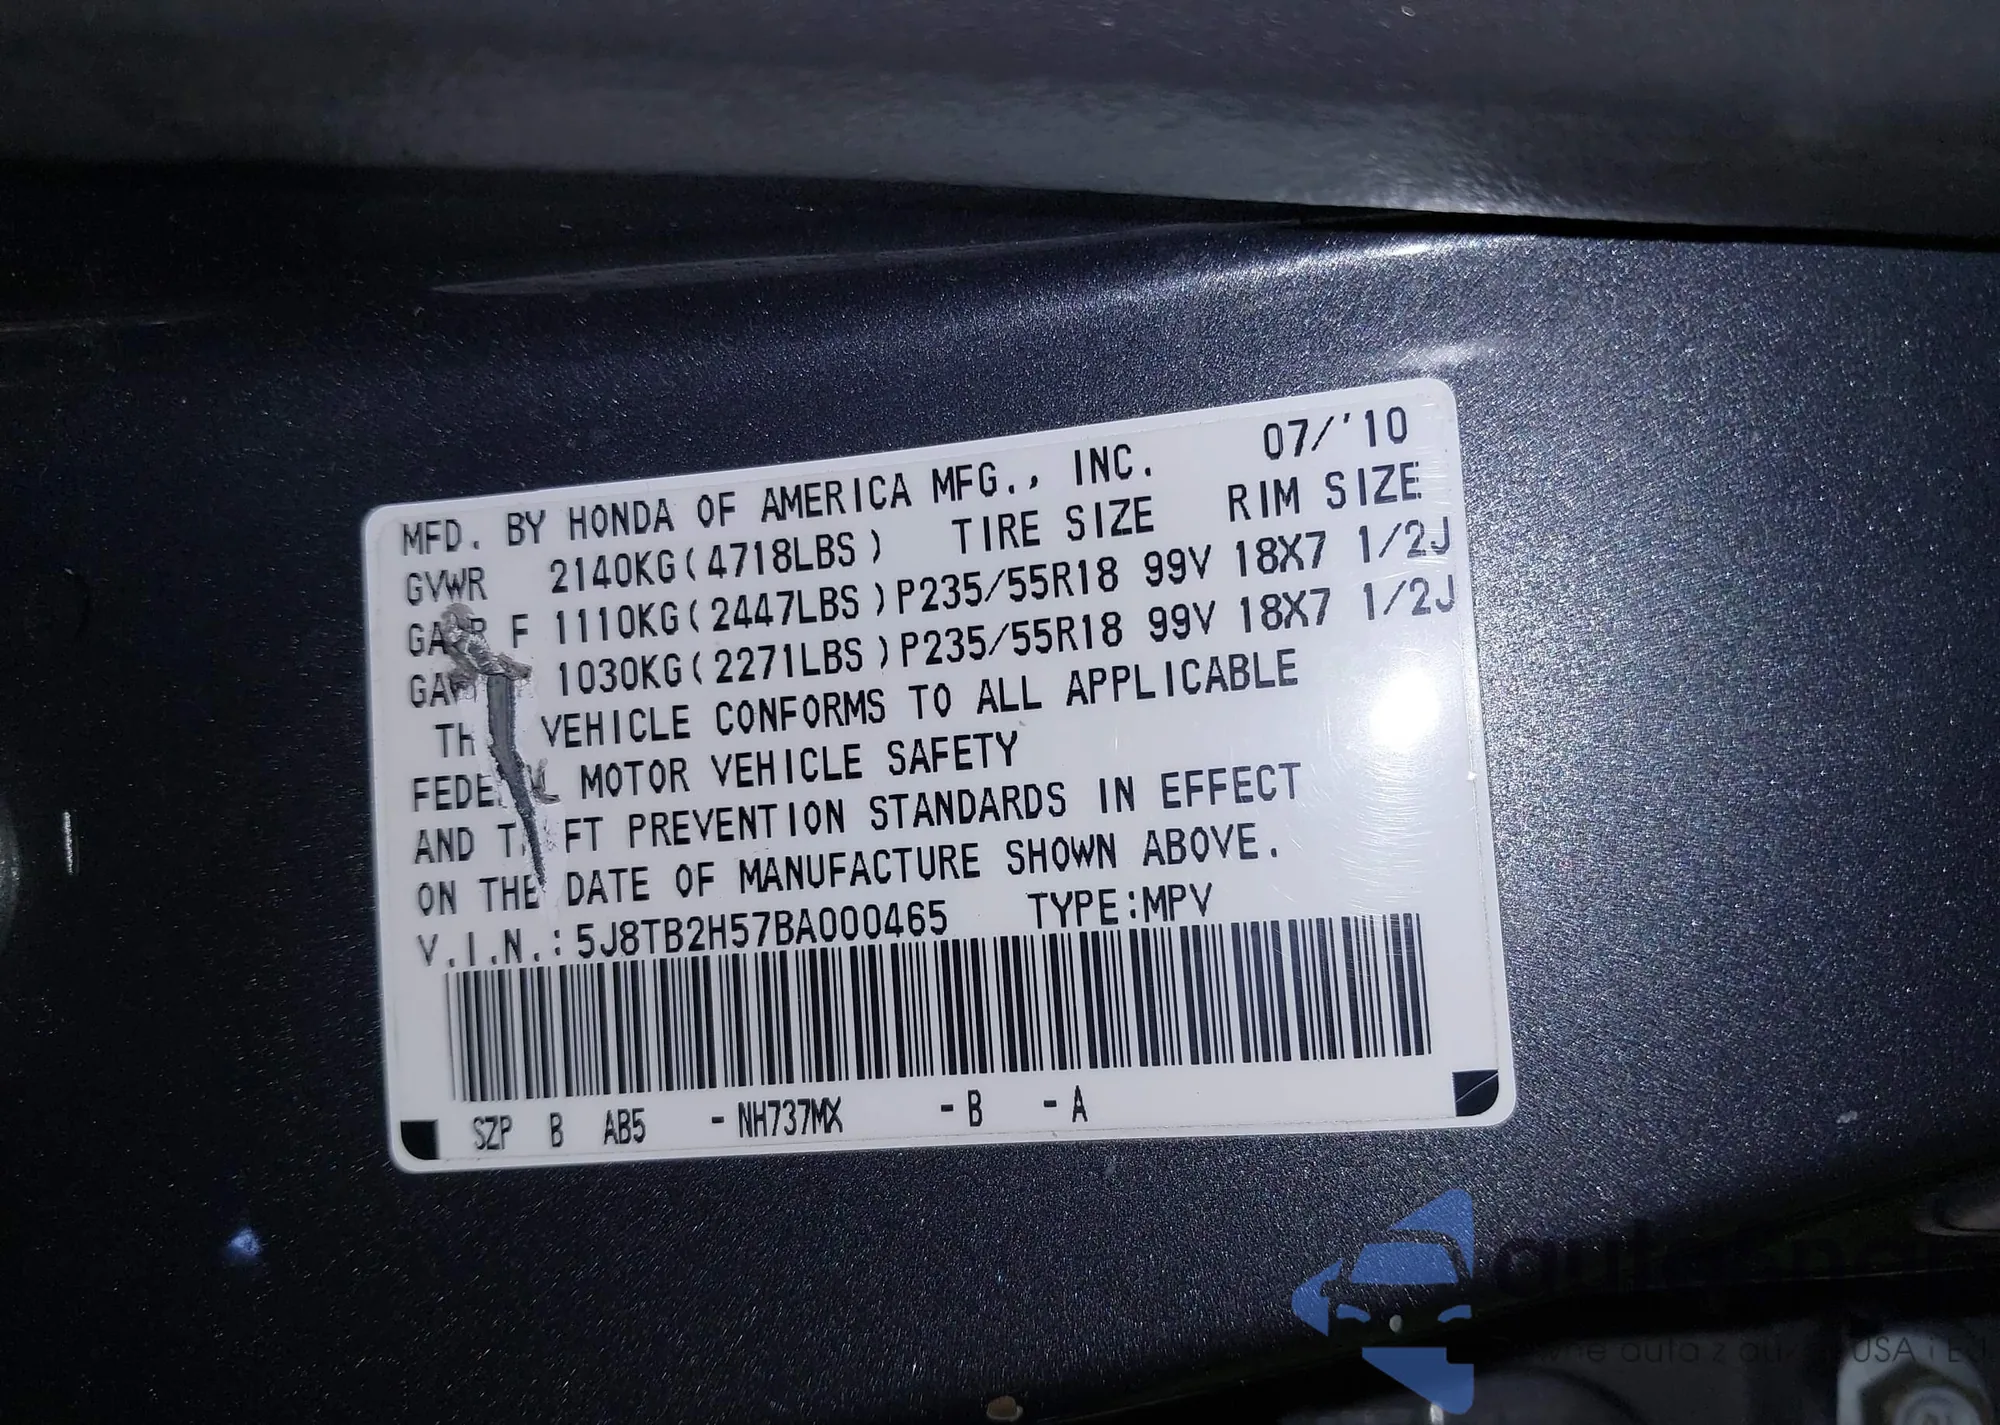 MFD. BY HONDA OF AMERICA MFG., INC. 07/'10
GVWR 2140KG(4718LBS) TIRE SIZE RIM SIZE
F 1110KG(2447LBS)P235/55R18 99V 18X7 1/2J
1030KG(2271LBS)P235/55R18 99V 18X7 1/2J
VEHICLE CONFORMS TO ALL APPLICABLE
MOTOR VEHICLE SAFETY
AND PREVENTION STANDARDS IN EFFECT
ON THE DATE OF MANUFACTURE SHOWN ABOVE.
V.I.N.:5J8TB2H57BA000465 TYPE:MPV
SZP B AB5 -NH737MX -B -A
auto z USA i